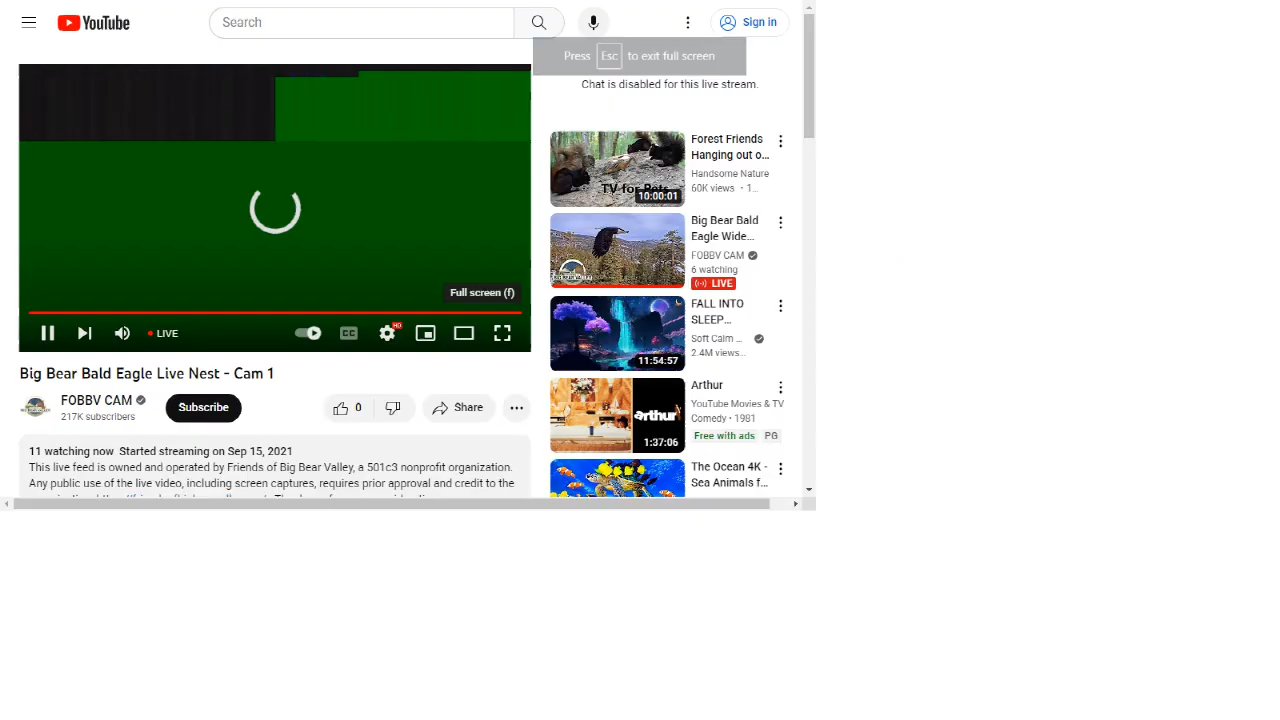 YouTube
Search
Sign in
Press Esc to exit full screen
Chat is disabled for this live stream.
Full screen (f)
LIVE
CC
HD
Big Bear Bald Eagle Live Nest - Cam 1
FOBBV CAM
217K subscribers
Subscribe
0
Share
11 watching now Started streaming on Sep 15, 2021
This live feed is owned and operated by Friends of Big Bear Valley, a 501c3 nonprofit organization.
Any public use of the live video, including screen captures, requires prior approval and credit to the
TV for Pets
10:00:01
Forest Friends
Hanging out o...
Handsome Nature
60K views • 1...
Big Bear Bald
Eagle Wide...
FOBBV CAM
6 watching
LIVE
11:54:57
FALL INTO
SLEEP...
Soft Calm ...
2.4M views...
arthur
1:37:06
Arthur
YouTube Movies & TV
Comedy • 1981
Free with ads PG
The Ocean 4K -
Sea Animals f...